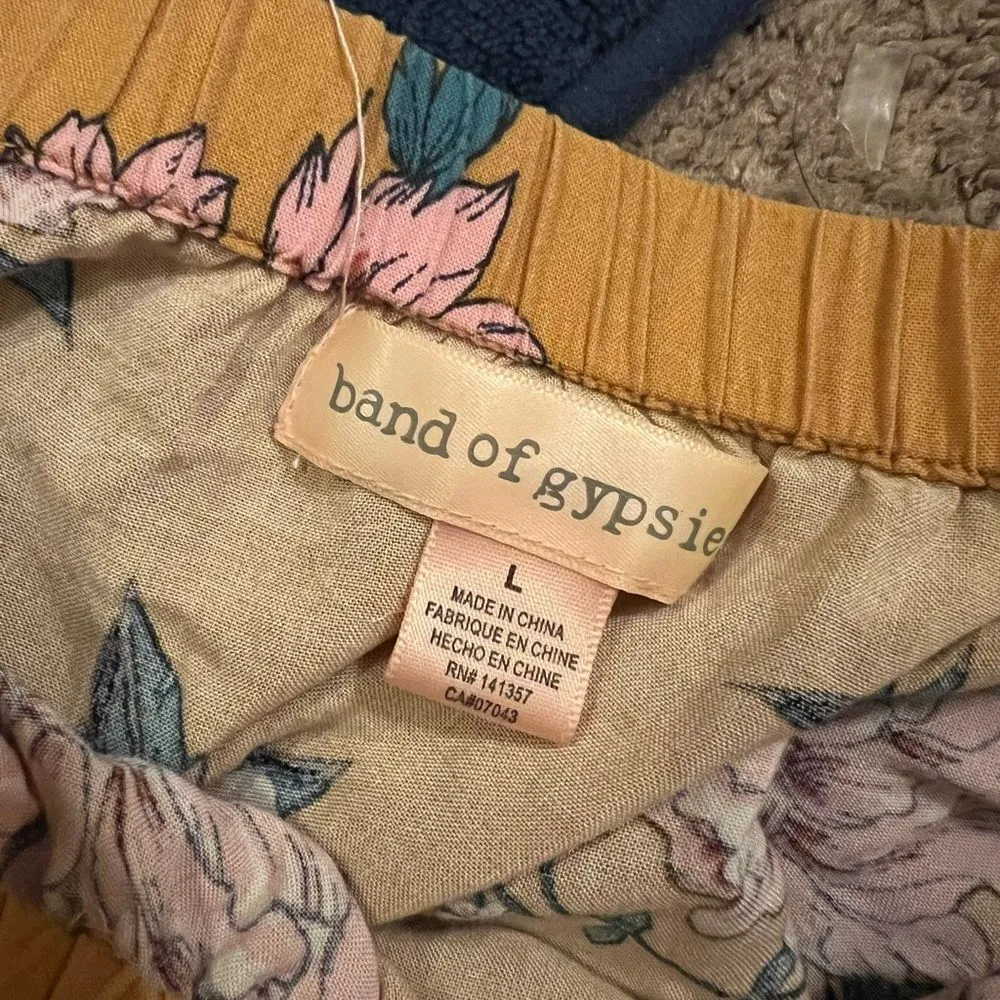 band of gypsie
L
MADE IN CHINA
FABRIQUE EN CHINE
HECHO EN CHINE
RN# 141357
CA#07043